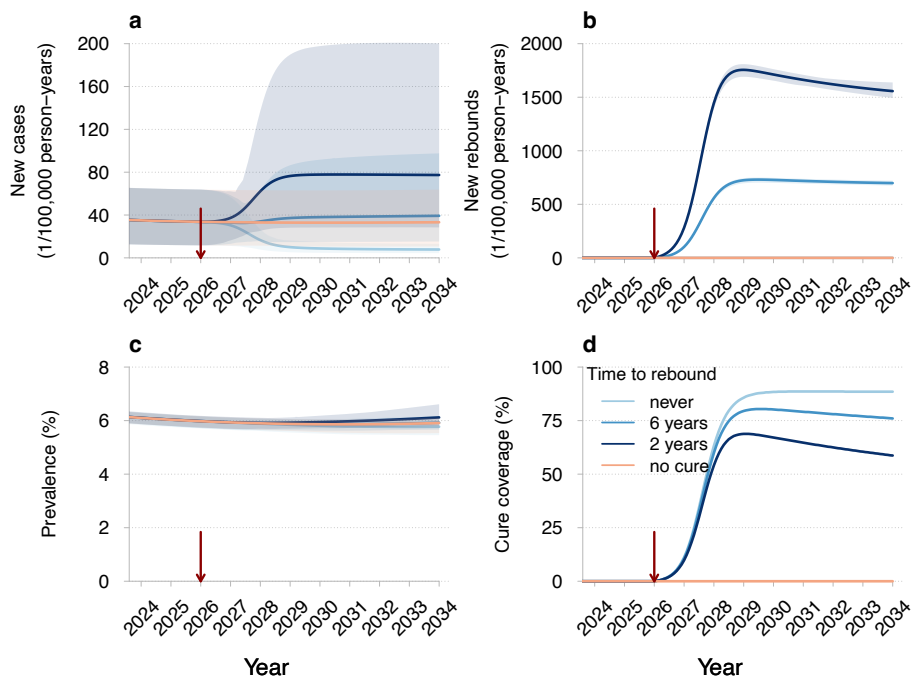 a
New cases
(1/100,000 person−years)
200
160
120
80
40
0
2024 2025 2026 2027 2028 2029 2030 2031 2032 2033 2034
b
New rebounds
(1/100,000 person−years)
2000
1500
1000
500
0
2024 2025 2026 2027 2028 2029 2030 2031 2032 2033 2034
c
Prevalence (%)
8
6
4
2
0
2024 2025 2026 2027 2028 2029 2030 2031 2032 2033 2034
Year
d
Cure coverage (%)
100
75
50
25
0
Time to rebound
never
6 years
2 years
no cure
2024 2025 2026 2027 2028 2029 2030 2031 2032 2033 2034
Year